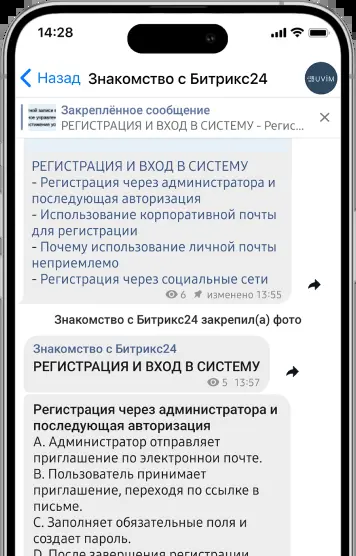 14:28
Назад
Знакомство с Битрикс24
UVIM
Закреплённое сообщение
РЕГИСТРАЦИЯ И ВХОД В СИСТЕМУ - Регис...
РЕГИСТРАЦИЯ И ВХОД В СИСТЕМУ
- Регистрация через администратора и
последующая авторизация
- Использование корпоративной почты
для регистрации
- Почему использование личной почты
неприемлемо
- Регистрация через социальные сети
6 изменено 13:55
Знакомство с Битрикс24 закрепил(а) фото
Знакомство с Битрикс24
РЕГИСТРАЦИЯ И ВХОД В СИСТЕМУ
5 13:57
Регистрация через администратора и
последующая авторизация
A. Администратор отправляет
приглашение по электронной почте.
B. Пользователь принимает
приглашение, переходя по ссылке в
письме.
C. Заполняет обязательные поля и
создает пароль.
D. После завершения регистрации